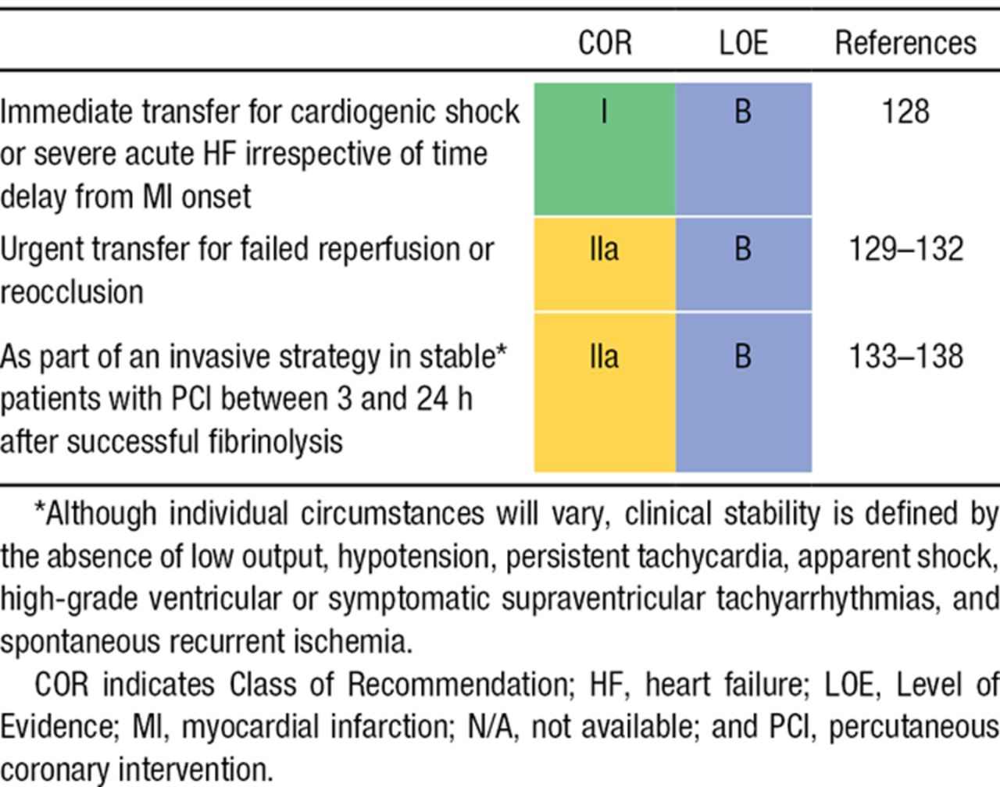 COR LOE References
Immediate transfer for cardiogenic shock I B 128
or severe acute HF irrespective of time
delay from MI onset
Urgent transfer for failed reperfusion or IIa B 129–132
reocclusion
As part of an invasive strategy in stable* IIa B 133–138
patients with PCI between 3 and 24 h
after successful fibrinolysis
*Although individual circumstances will vary, clinical stability is defined by
the absence of low output, hypotension, persistent tachycardia, apparent shock,
high-grade ventricular or symptomatic supraventricular tachyarrhythmias, and
spontaneous recurrent ischemia.
COR indicates Class of Recommendation; HF, heart failure; LOE, Level of
Evidence; MI, myocardial infarction; N/A, not available; and PCI, percutaneous
coronary intervention.